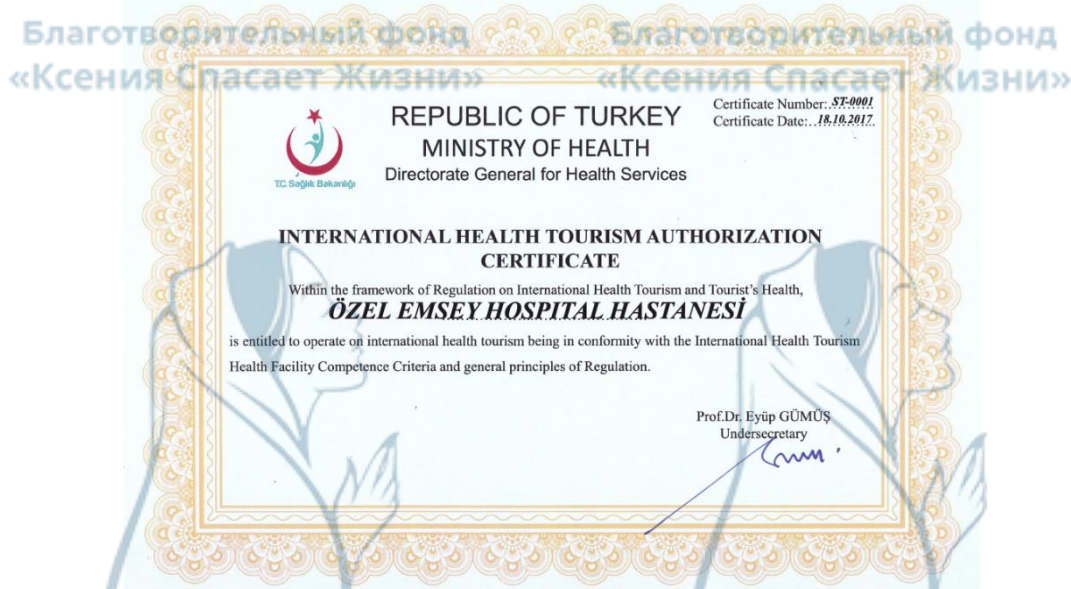 Благотворительный фонд Благотворительный фонд
«Ксения Спасает Жизни» «Ксения Спасает Жизни»
REPUBLIC OF TURKEY
MINISTRY OF HEALTH
Directorate General for Health Services
Certificate Number: ST-0001
Certificate Date: 18.10.2017
T.C. Sağlık Bakanlığı
INTERNATIONAL HEALTH TOURISM AUTHORIZATION
CERTIFICATE
Within the framework of Regulation on International Health Tourism and Tourist's Health,
ÖZEL EMSEY HOSPITAL HASTANESİ
is entitled to operate on international health tourism being in conformity with the International Health Tourism
Health Facility Competence Criteria and general principles of Regulation.
Prof.Dr. Eyüp GÜMÜŞ
Undersecretary